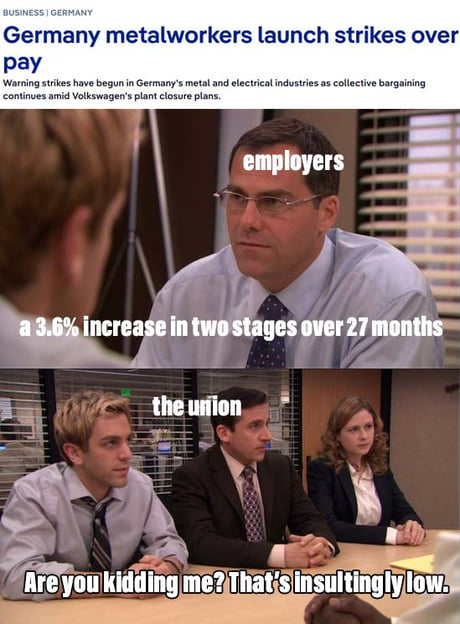 BUSINESS | GERMANY
Germany metalworkers launch strikes over
pay
Warning strikes have begun in Germany's metal and electrical industries as collective bargaining
continues amid Volkswagen's plant closure plans.
employers
a 3.6% increase in two stages over 27 months
the union
Are you kidding me? That's insultingly low.